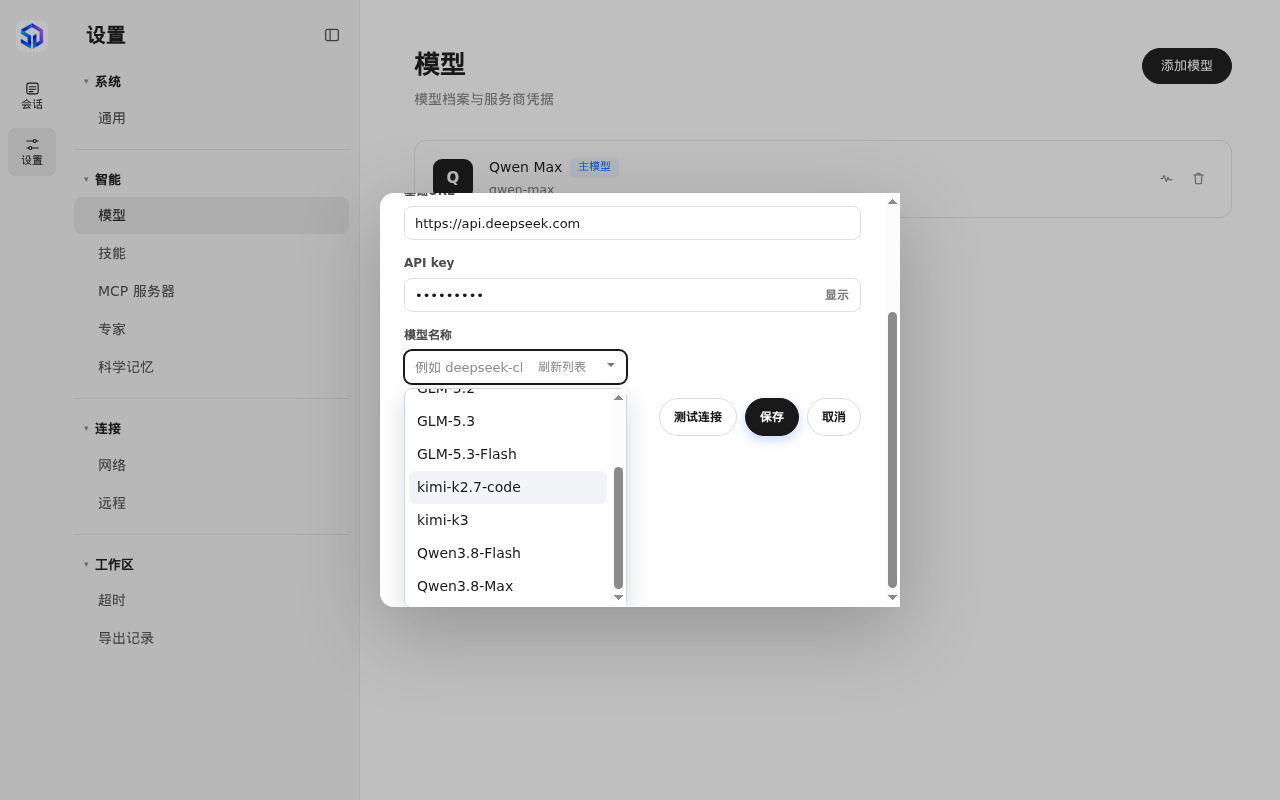 设置
会话
设置
系统
通用
智能
模型
技能
MCP 服务器
专家
科学记忆
连接
网络
远程
工作区
超时
导出记录
模型
添加模型
模型档案与服务商凭据
Q
Qwen Max 主模型
qwen-max
https://api.deepseek.com
API key
••••••••• 显示
模型名称
例如 deepseek-cl 刷新列表
GLM-5.2
GLM-5.3
GLM-5.3-Flash
kimi-k2.7-code
kimi-k3
Qwen3.8-Flash
Qwen3.8-Max
测试连接 保存 取消